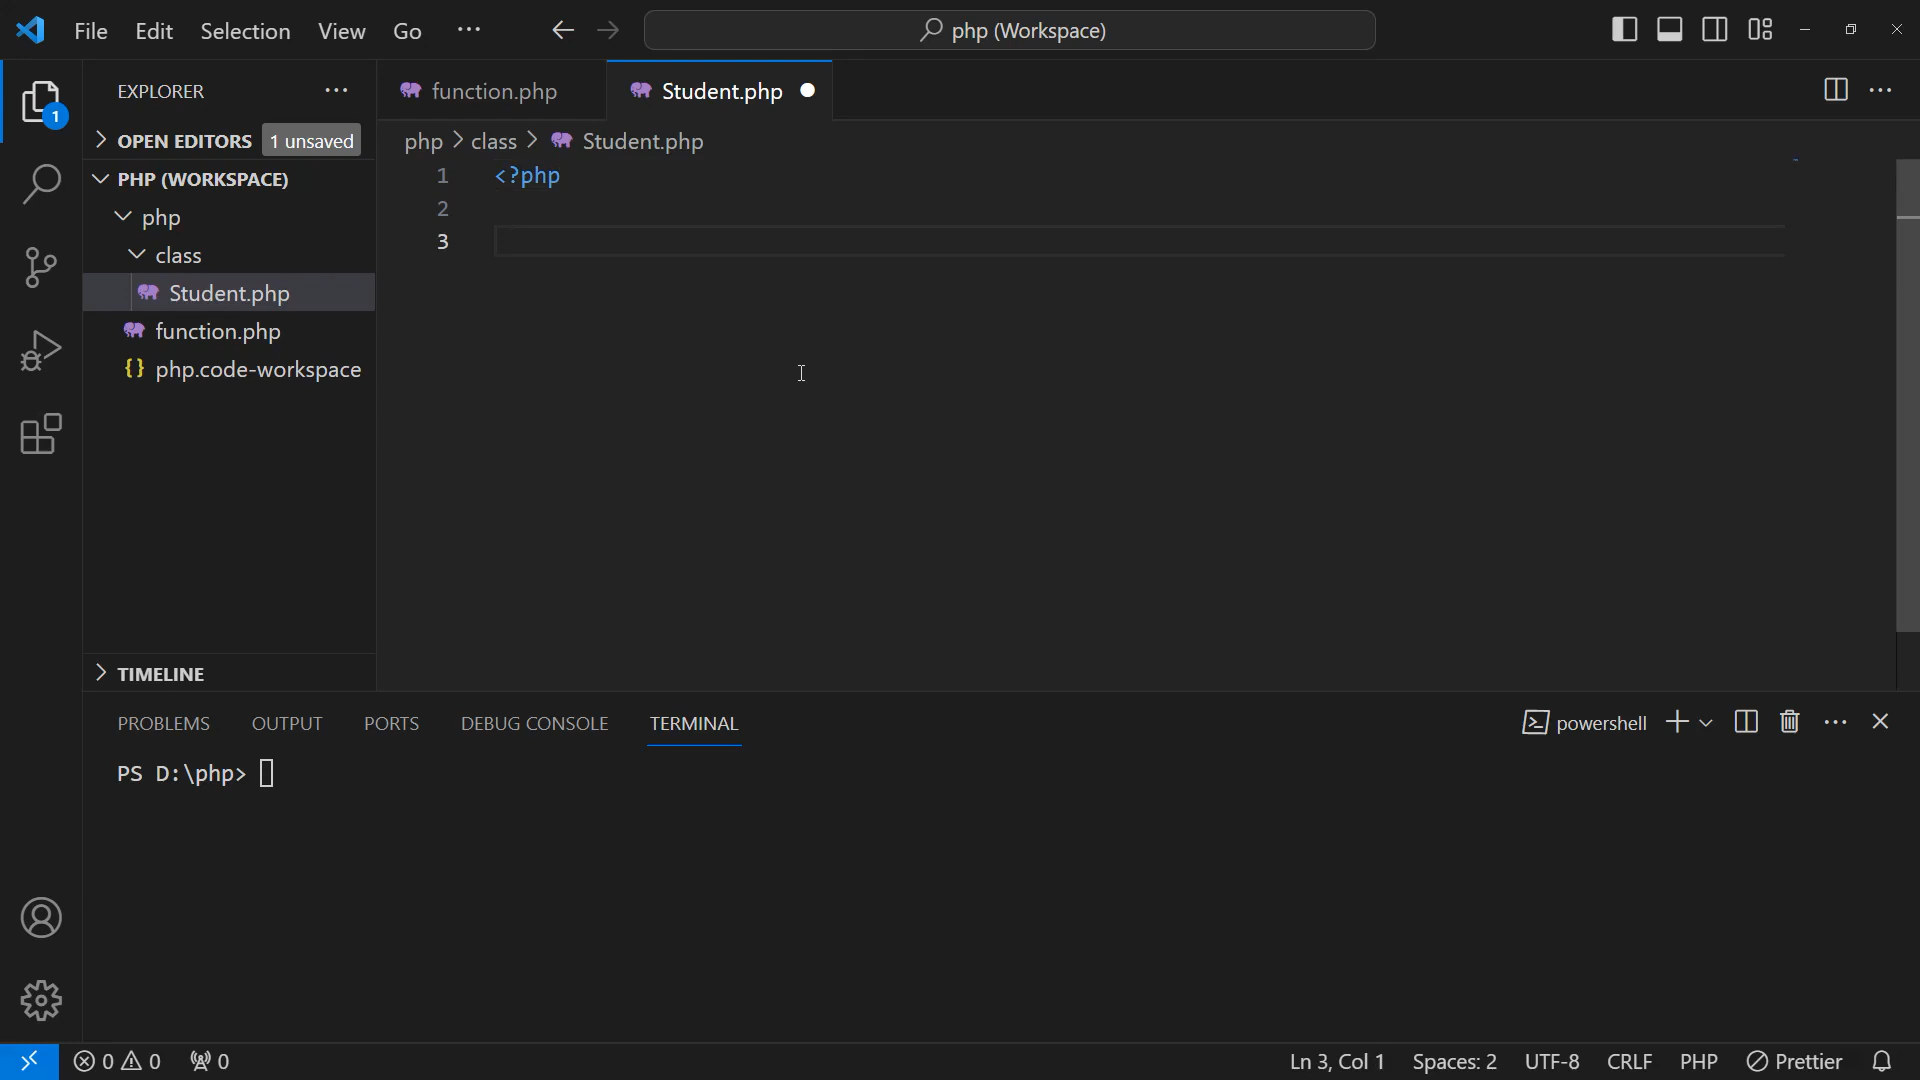 File Edit Selection View Go ··· php (Workspace)
EXPLORER ···
OPEN EDITORS 1 unsaved
PHP (WORKSPACE)
php
class
Student.php
function.php
{} php.code-workspace
TIMELINE
1
function.php Student.php
php > class > Student.php
1 <?php
2
3
PROBLEMS OUTPUT PORTS DEBUG CONSOLE TERMINAL powershell
PS D:\php>
0 0 0 Ln 3, Col 1 Spaces: 2 UTF-8 CRLF PHP Prettier